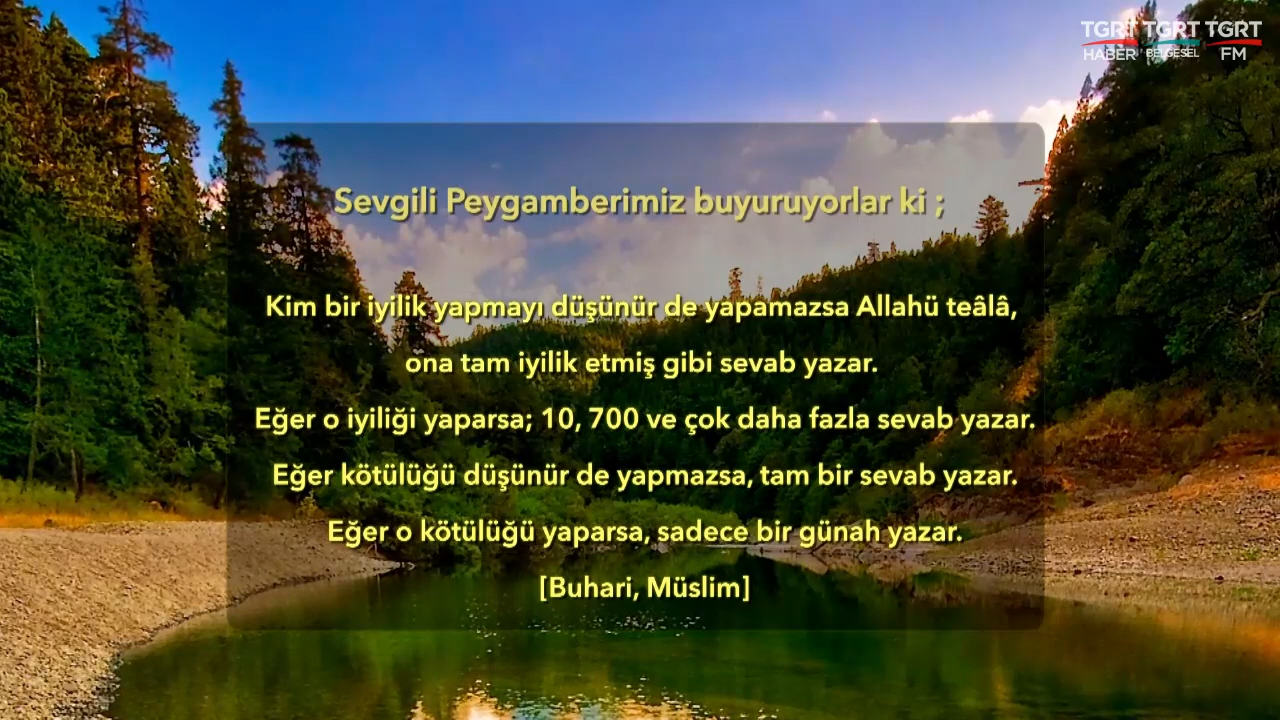 TGRT TGRT TGRT
HABER BELGESEL FM
Sevgili Peygamberimiz buyuruyorlar ki ;
Kim bir iyilik yapmayı düşünür de yapamazsa Allahü teâlâ,
ona tam iyilik etmiş gibi sevab yazar.
Eğer o iyiliği yaparsa; 10, 700 ve çok daha fazla sevab yazar.
Eğer kötülüğü düşünür de yapmazsa, tam bir sevab yazar.
Eğer o kötülüğü yaparsa, sadece bir günah yazar.
[Buhari, Müslim]